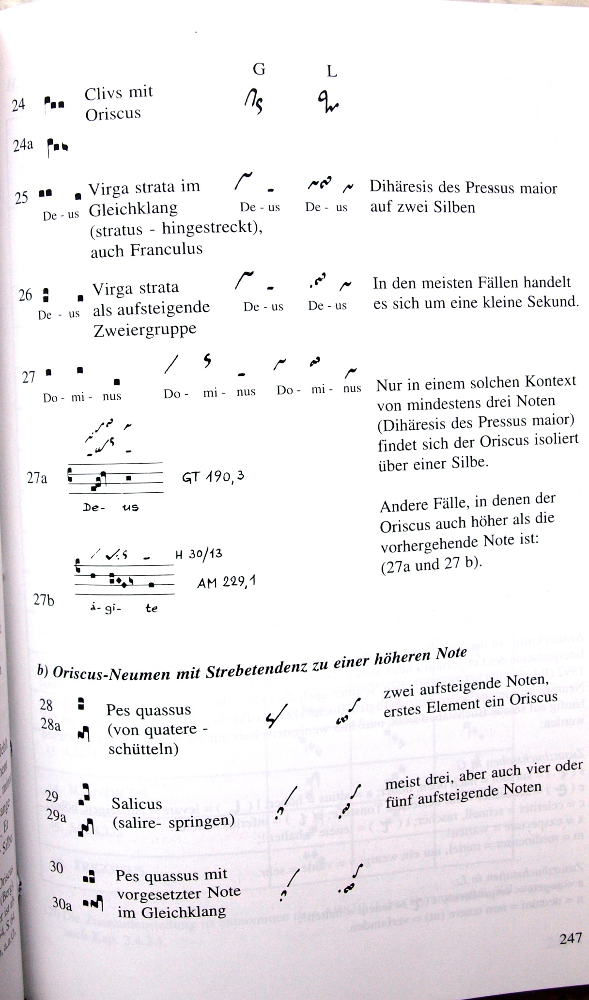 G L
24 Clivs mit
Oriscus
24a
25 Virga strata im Dihäresis des Pressus maior
De - us Gleichklang De - us De - us auf zwei Silben
(stratus - hingestreckt),
auch Franculus
26 Virga strata In den meisten Fällen handelt
De - us als aufsteigende De - us De - us es sich um eine kleine Sekund.
Zweiergruppe
27
Do - mi - nus Do - mi - nus Do - mi - nus
Nur in einem solchen Kontext
von mindestens drei Noten
(Dihäresis des Pressus maior)
findet sich der Oriscus isoliert
über einer Silbe.
27a GT 190,3
De- us
Andere Fälle, in denen der
Oriscus auch höher als die
vorhergehende Note ist:
(27a und 27 b).
H 30/13
AM 229,1
27b
á- gi- te
b) Oriscus-Neumen mit Strebetendenz zu einer höheren Note
28 Pes quassus zwei aufsteigende Noten,
28a (von quatere - erstes Element ein Oriscus
schütteln)
29 Salicus meist drei, aber auch vier oder
29a (salire- springen) fünf aufsteigende Noten
30 Pes quassus mit
vorgesetzter Note
30a im Gleichklang
247